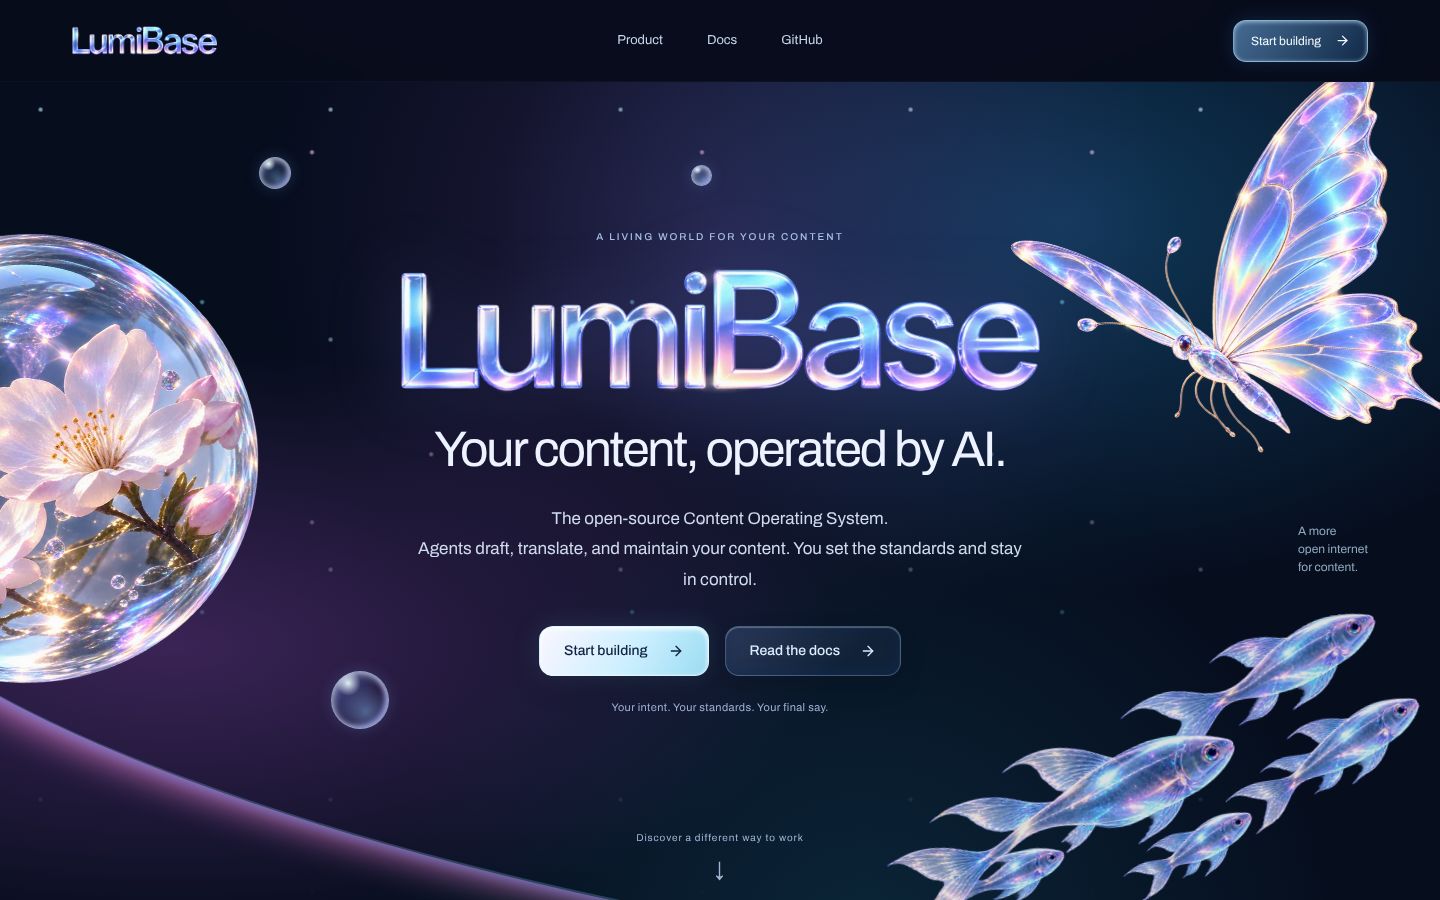 LumiBase
Product
Docs
GitHub
Start building
A LIVING WORLD FOR YOUR CONTENT
LumiBase
Your content, operated by AI.
The open-source Content Operating System.
Agents draft, translate, and maintain your content. You set the standards and stay
in control.
A more
open internet
for content.
Start building
Read the docs
Your intent. Your standards. Your final say.
Discover a different way to work